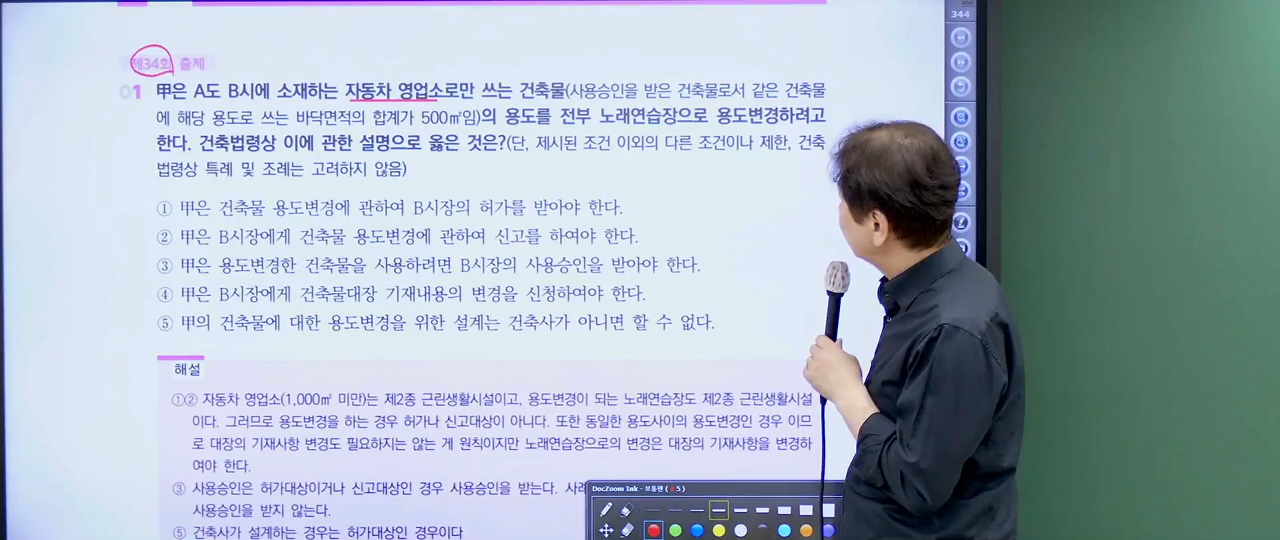 344
제34회 출제
01 甲은 A도 B시에 소재하는 자동차 영업소로만 쓰는 건축물(사용승인을 받은 건축물로서 같은 건축물
에 해당 용도로 쓰는 바닥면적의 합계가 500㎡임)의 용도를 전부 노래연습장으로 용도변경하려고
한다. 건축법령상 이에 관한 설명으로 옳은 것은?(단, 제시된 조건 이외의 다른 조건이나 제한, 건축
법령상 특례 및 조례는 고려하지 않음)
① 甲은 건축물 용도변경에 관하여 B시장의 허가를 받아야 한다.
② 甲은 B시장에게 건축물 용도변경에 관하여 신고를 하여야 한다.
③ 甲은 용도변경한 건축물을 사용하려면 B시장의 사용승인을 받아야 한다.
④ 甲은 B시장에게 건축물대장 기재내용의 변경을 신청하여야 한다.
⑤ 甲의 건축물에 대한 용도변경을 위한 설계는 건축사가 아니면 할 수 없다.
해설
①② 자동차 영업소(1,000㎡ 미만)는 제2종 근린생활시설이고, 용도변경이 되는 노래연습장도 제2종 근린생활시설
이다. 그러므로 용도변경을 하는 경우 허가나 신고대상이 아니다. 또한 동일한 용도사이의 용도변경인 경우 이므
로 대장의 기재사항 변경도 필요하지는 않는 게 원칙이지만 노래연습장으로의 변경은 대장의 기재사항을 변경하
여야 한다.
③ 사용승인은 허가대상이거나 신고대상인 경우 사용승인을 받는다. 사례
사용승인을 받지 않는다.
⑤ 건축사가 설계하는 경우는 허가대상인 경우이다
DocZoom Ink - 보통펜 ( 5 )